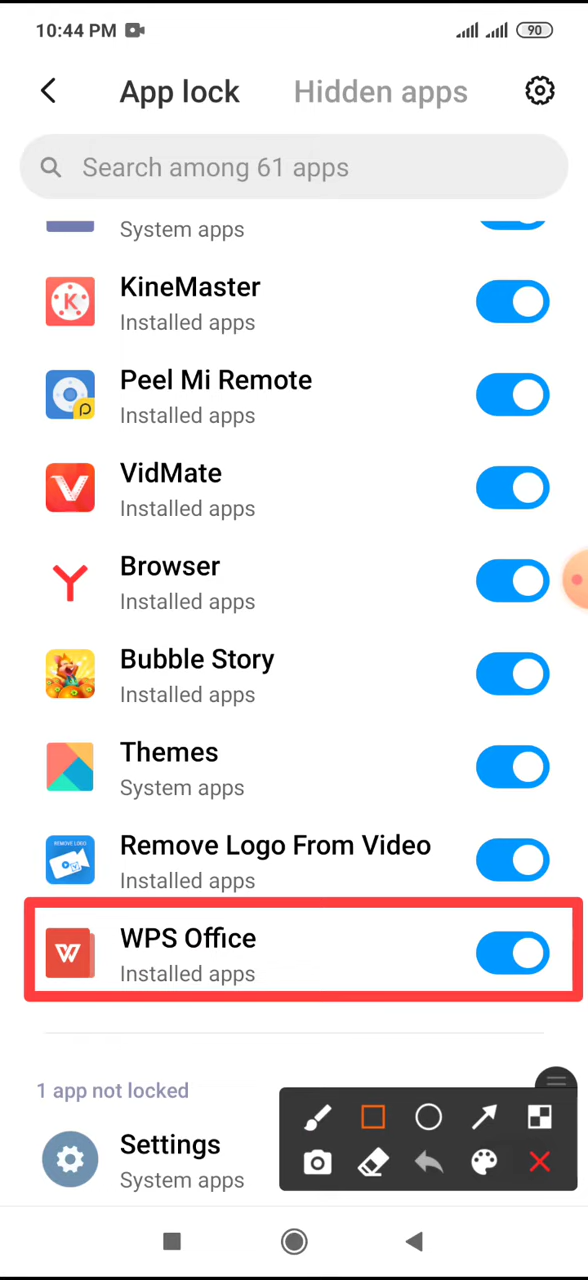 10:44 PM
90
App lock
Hidden apps
Search among 61 apps
System apps
KineMaster
Installed apps
Peel Mi Remote
Installed apps
VidMate
Installed apps
Browser
Installed apps
Bubble Story
Installed apps
Themes
System apps
REMOVE LOGO
Remove Logo From Video
Installed apps
WPS Office
Installed apps
1 app not locked
Settings
System apps